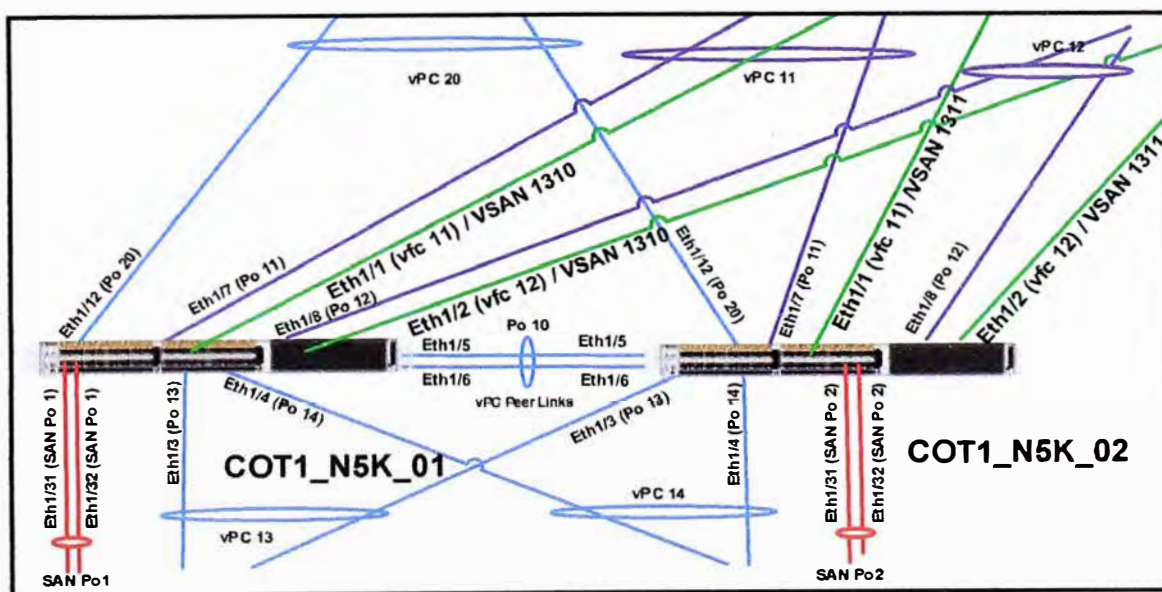 vPC 20
vPC 11
vPC 12
Eth1/12 (Po 20)
Eth1/7 (Po 11)
Eth1/1 (vfc 11) / VSAN 1310
Eth1/8 (Po 12)
Eth1/2 (vfc 12) / VSAN 1310
Eth1/12 (Po 20)
Eth1/7 (Po 11)
Eth1/1 (vfc 11) /VSAN 1311
Eth1/8 (Po 12)
Eth1/2 (vfc 12) / VSAN 1311
Po 10
Eth1/5
Eth1/5
Eth1/6
Eth1/6
vPC Peer Links
Eth1/31 (SAN Po 1)
Eth1/32 (SAN Po 1)
Eth1/3 (Po 13)
Eth1/4 (Po 14)
Eth1/3 (Po 13)
Eth1/4 (Po 14)
Eth1/31 (SAN Po 2)
Eth1/32 (SAN Po 2)
COT1_N5K_01
COT1_N5K_02
vPC 13
vPC 14
SAN Po1
SAN Po2